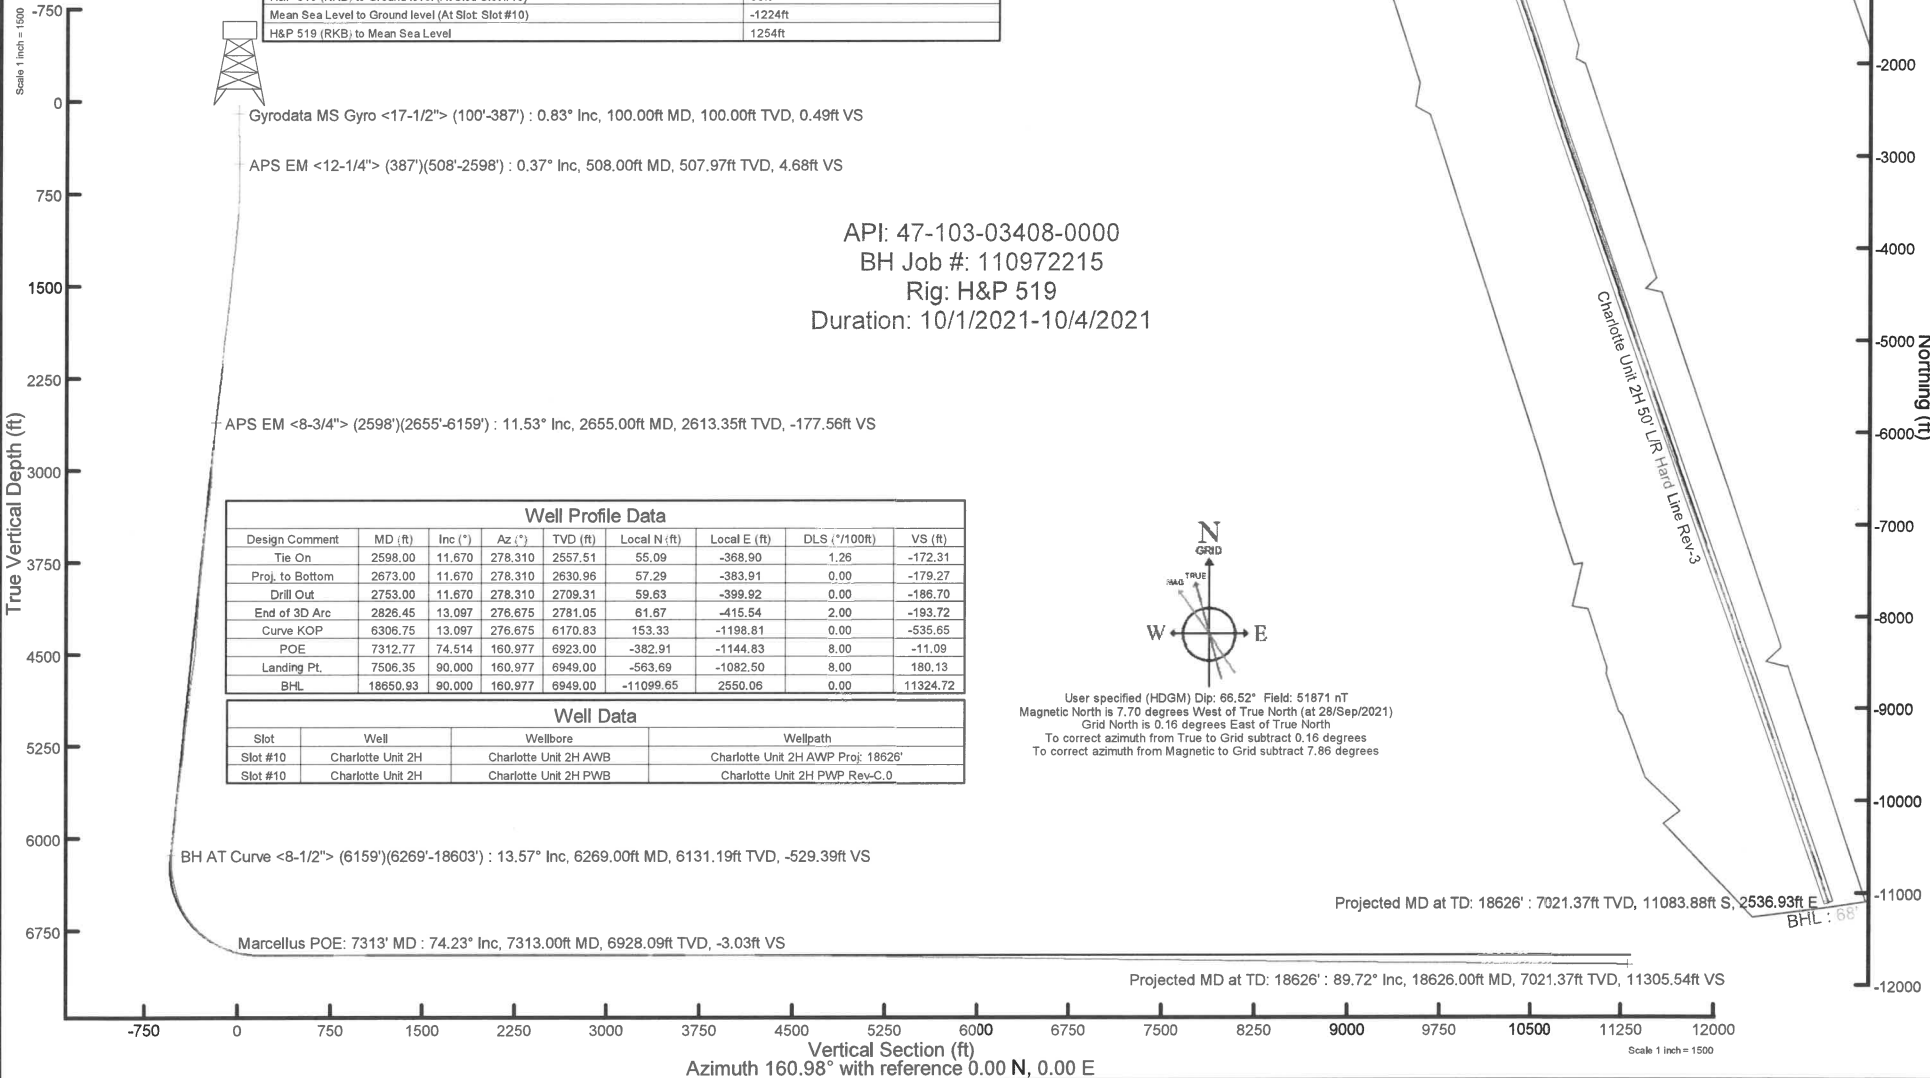 Mean Sea Level to Ground level (At Slot: Slot #10) -1224ft
H&P 519 (RKB) to Mean Sea Level 1254ft
Scale 1 inch = 1500
-750
0
750
1500
2250
3000
3750
4500
5250
6000
6750
True Vertical Depth (ft)
Gyrodata MS Gyro <17-1/2"> (100'-387') : 0.83° Inc, 100.00ft MD, 100.00ft TVD, 0.49ft VS
APS EM <12-1/4"> (387')(508'-2598') : 0.37° Inc, 508.00ft MD, 507.97ft TVD, 4.68ft VS
API: 47-103-03408-0000
BH Job #: 110972215
Rig: H&P 519
Duration: 10/1/2021-10/4/2021
APS EM <8-3/4"> (2598')(2655'-6159') : 11.53° Inc, 2655.00ft MD, 2613.35ft TVD, -177.56ft VS
Well Profile Data
Design Comment MD (ft) Inc (°) Az (°) TVD (ft) Local N (ft) Local E (ft) DLS (°/100ft) VS (ft)
Tie On 2598.00 11.670 278.310 2557.51 55.09 -368.90 1.26 -172.31
Proj. to Bottom 2673.00 11.670 278.310 2630.96 57.29 -383.91 0.00 -179.27
Drill Out 2753.00 11.670 278.310 2709.31 59.63 -399.92 0.00 -186.70
End of 3D Arc 2826.45 13.097 276.675 2781.05 61.67 -415.54 2.00 -193.72
Curve KOP 6306.75 13.097 276.675 6170.83 153.33 -1198.81 0.00 -535.65
POE 7312.77 74.514 160.977 6923.00 -382.91 -1144.83 8.00 -11.09
Landing Pt. 7506.35 90.000 160.977 6949.00 -563.69 -1082.50 8.00 180.13
BHL 18650.93 90.000 160.977 6949.00 -11099.65 2550.06 0.00 11324.72
Well Data
Slot Well Wellbore Wellpath
Slot #10 Charlotte Unit 2H Charlotte Unit 2H AWB Charlotte Unit 2H AWP Proj: 18626'
Slot #10 Charlotte Unit 2H Charlotte Unit 2H PWB Charlotte Unit 2H PWP Rev-C.0
N
GRID
TRUE
MAG
W E
User specified (HDGM) Dip: 66.52° Field: 51871 nT
Magnetic North is 7.70 degrees West of True North (at 28/Sep/2021)
Grid North is 0.16 degrees East of True North
To correct azimuth from True to Grid subtract 0.16 degrees
To correct azimuth from Magnetic to Grid subtract 7.86 degrees
BH AT Curve <8-1/2"> (6159')(6269'-18603') : 13.57° Inc, 6269.00ft MD, 6131.19ft TVD, -529.39ft VS
Marcellus POE: 7313' MD : 74.23° Inc, 7313.00ft MD, 6928.09ft TVD, -3.03ft VS
Projected MD at TD: 18626' : 89.72° Inc, 18626.00ft MD, 7021.37ft TVD, 11305.54ft VS
Charlotte Unit 2H 50' L/R Hard Line Rev-3
Projected MD at TD: 18626' : 7021.37ft TVD, 11083.88ft S, 2536.93ft E
BHL : 68'
-2000
-3000
-4000
-5000
-6000
-7000
-8000
-9000
-10000
-11000
-12000
Northing (ft)
-750 0 750 1500 2250 3000 3750 4500 5250 6000 6750 7500 8250 9000 9750 10500 11250 12000
Vertical Section (ft)
Scale 1 inch = 1500
Azimuth 160.98° with reference 0.00 N, 0.00 E